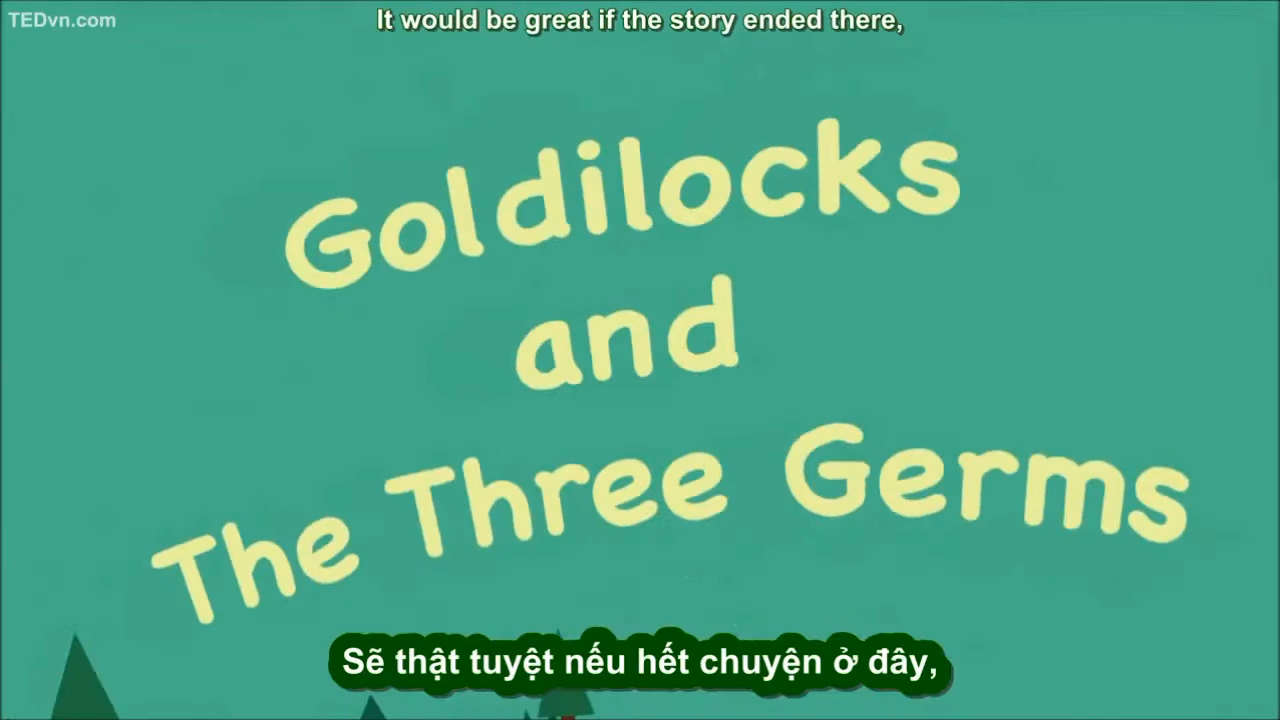 TEDvn.com
It would be great if the story ended there,
Goldilocks
and
The Three Germs
Sẽ thật tuyệt nếu hết chuyện ở đây,